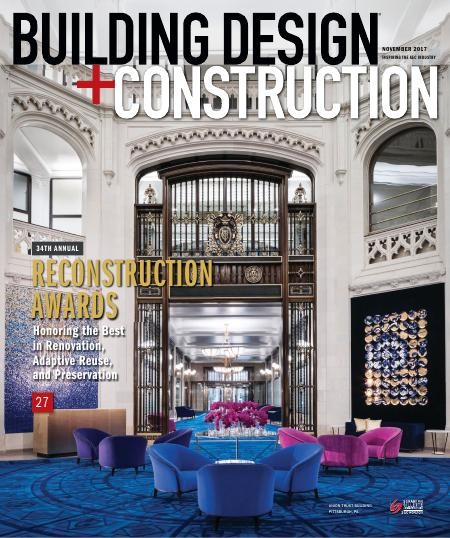 BUILDING DESIGN
NOVEMBER 2017
INSPIRING THE AEC INDUSTRY
+CONSTRUCTION
34TH ANNUAL
RECONSTRUCTION
AWARDS
Honoring the Best
in Renovation,
Adaptive Reuse,
and Preservation
27
UNION TRUST BUILDING
PITTSBURGH, PA